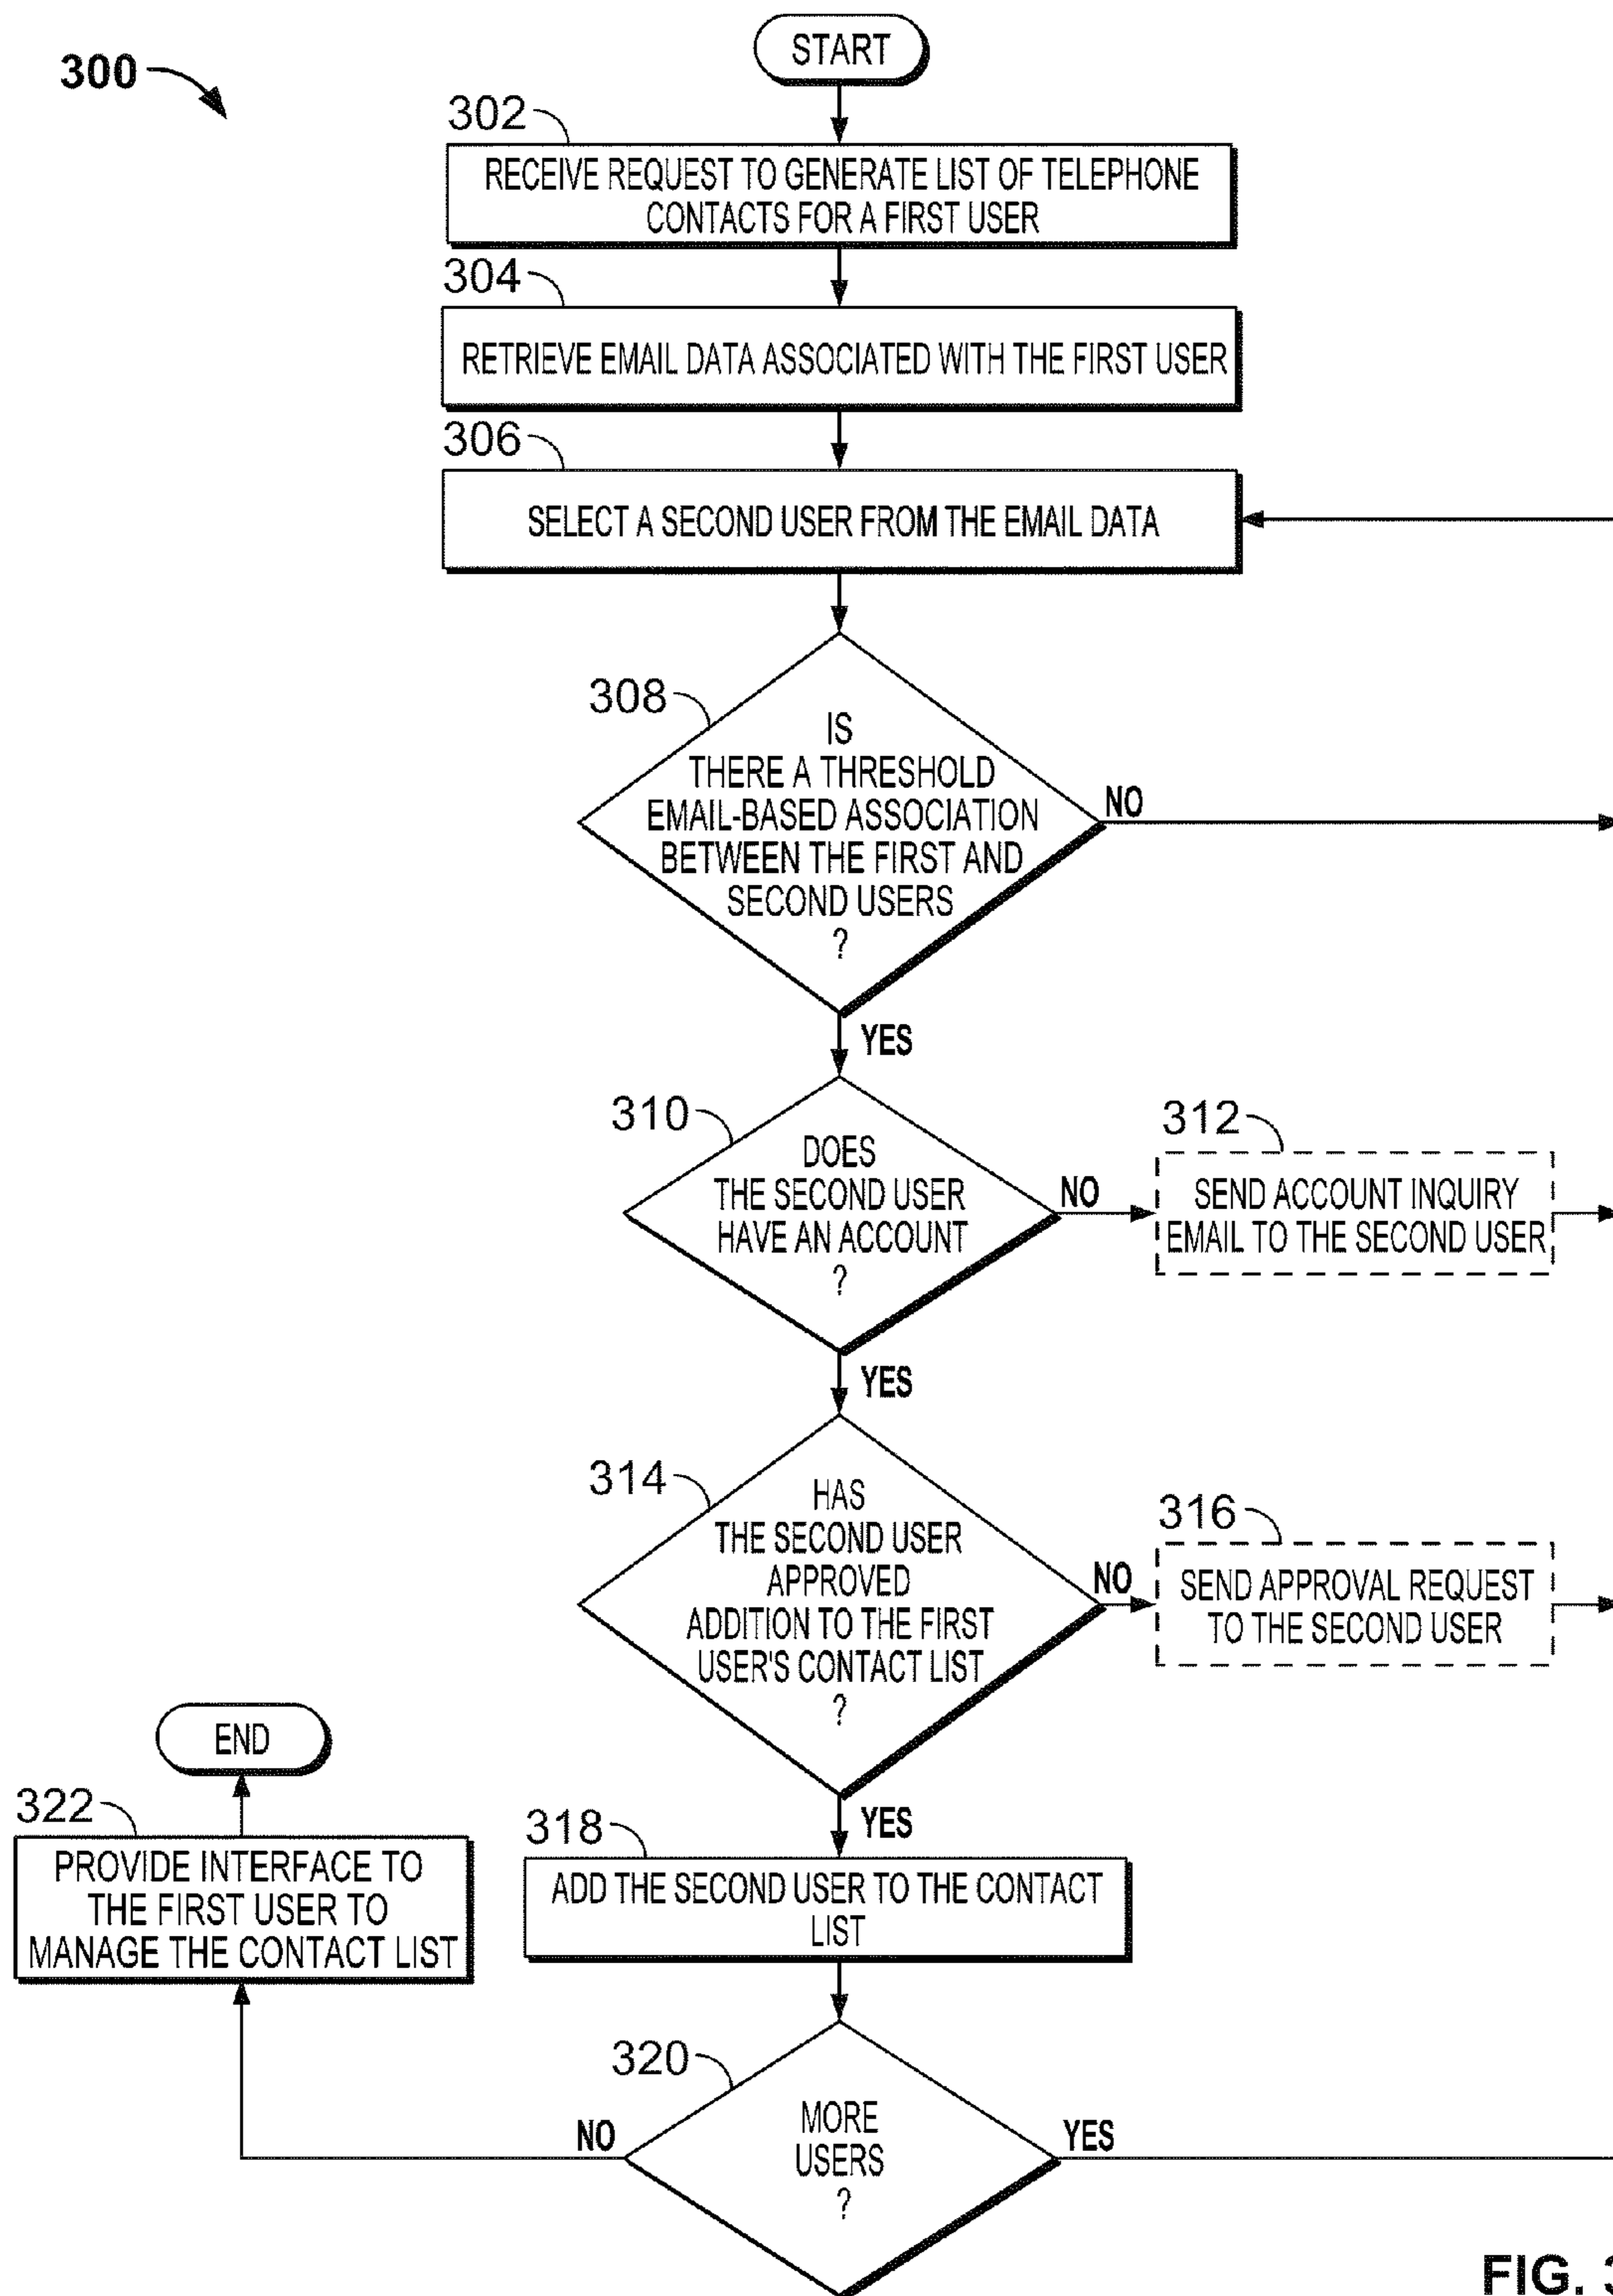 300
START
302
RECEIVE REQUEST TO GENERATE LIST OF TELEPHONE
CONTACTS FOR A FIRST USER
304
RETRIEVE EMAIL DATA ASSOCIATED WITH THE FIRST USER
306
SELECT A SECOND USER FROM THE EMAIL DATA
308
IS
THERE A THRESHOLD
EMAIL-BASED ASSOCIATION
BETWEEN THE FIRST AND
SECOND USERS
?
NO
YES
310
DOES
THE SECOND USER
HAVE AN ACCOUNT
?
NO
312
SEND ACCOUNT INQUIRY
EMAIL TO THE SECOND USER
YES
314
HAS
THE SECOND USER
APPROVED
ADDITION TO THE FIRST
USER'S CONTACT LIST
?
NO
316
SEND APPROVAL REQUEST
TO THE SECOND USER
YES
318
ADD THE SECOND USER TO THE CONTACT
LIST
320
MORE
USERS
?
YES
NO
322
PROVIDE INTERFACE TO
THE FIRST USER TO
MANAGE THE CONTACT LIST
END
FIG. 3